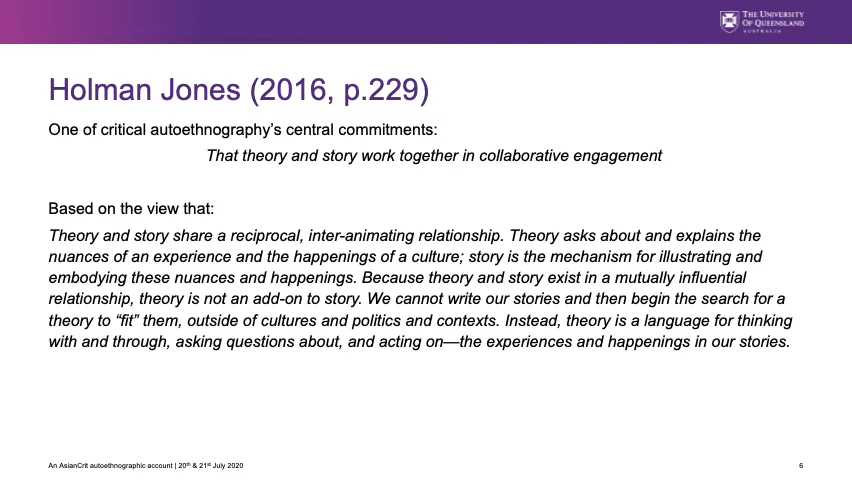 THE UNIVERSITY
OF QUEENSLAND
AUSTRALIA
Holman Jones (2016, p.229)
One of critical autoethnography’s central commitments:
That theory and story work together in collaborative engagement
Based on the view that:
Theory and story share a reciprocal, inter-animating relationship. Theory asks about and explains the
nuances of an experience and the happenings of a culture; story is the mechanism for illustrating and
embodying these nuances and happenings. Because theory and story exist in a mutually influential
relationship, theory is not an add-on to story. We cannot write our stories and then begin the search for a
theory to “fit” them, outside of cultures and politics and contexts. Instead, theory is a language for thinking
with and through, asking questions about, and acting on—the experiences and happenings in our stories.
An AsianCrit autoethnographic account | 20th & 21st July 2020
6